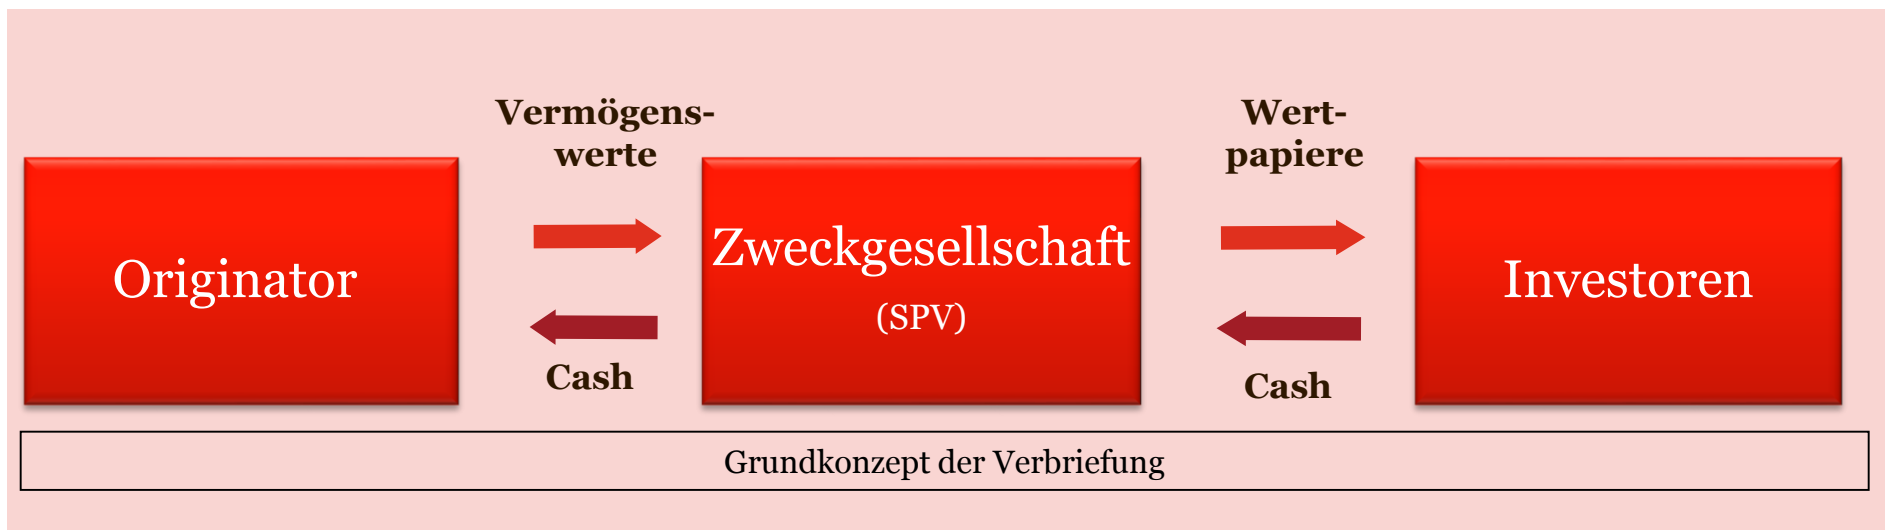 Vermögens-
werte
Wert-
papiere
Originator
Zweckgesellschaft
(SPV)
Investoren
Cash
Cash
Grundkonzept der Verbriefung